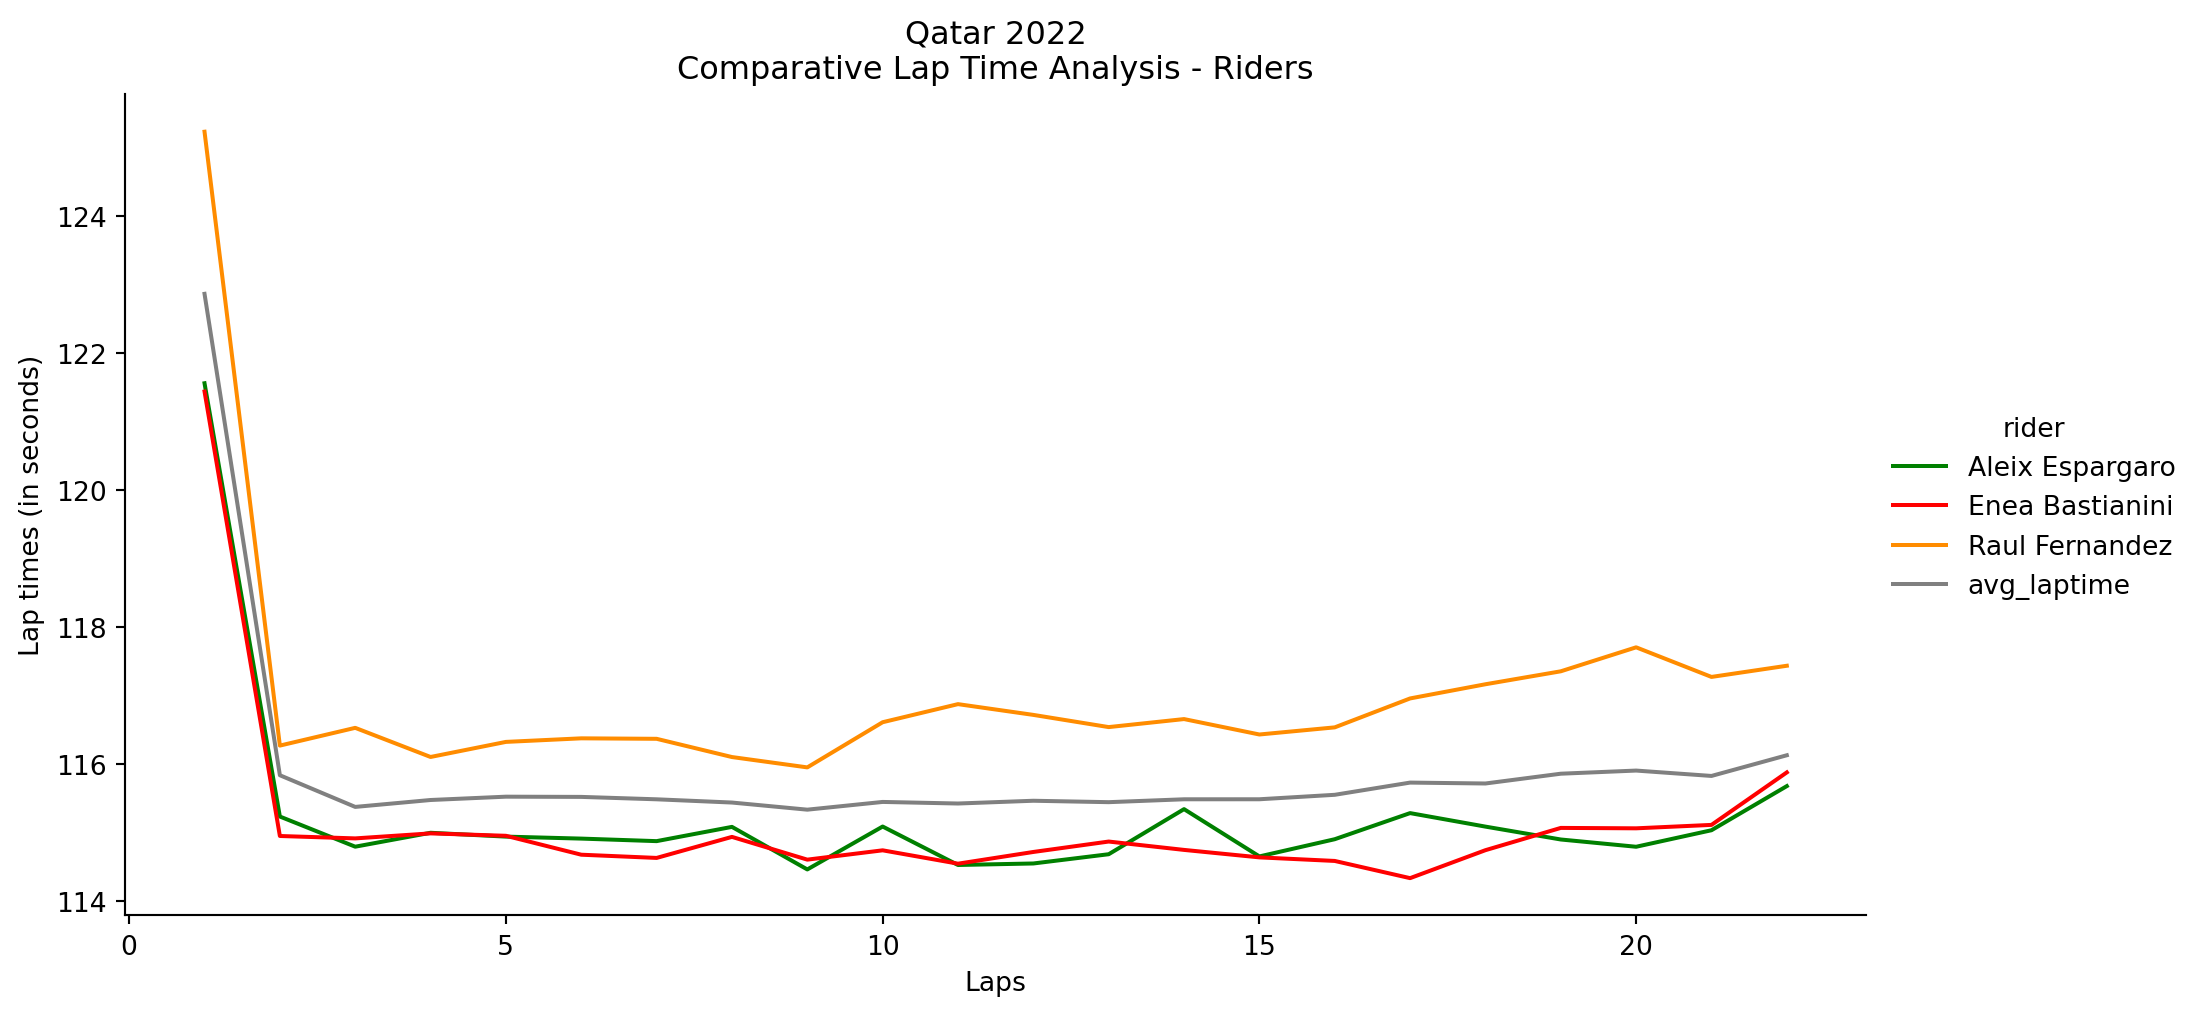 Qatar 2022
Comparative Lap Time Analysis - Riders
Lap times (in seconds)
124
122
120
118
116
114
0
5
10
15
20
Laps
rider
Aleix Espargaro
Enea Bastianini
Raul Fernandez
avg_laptime